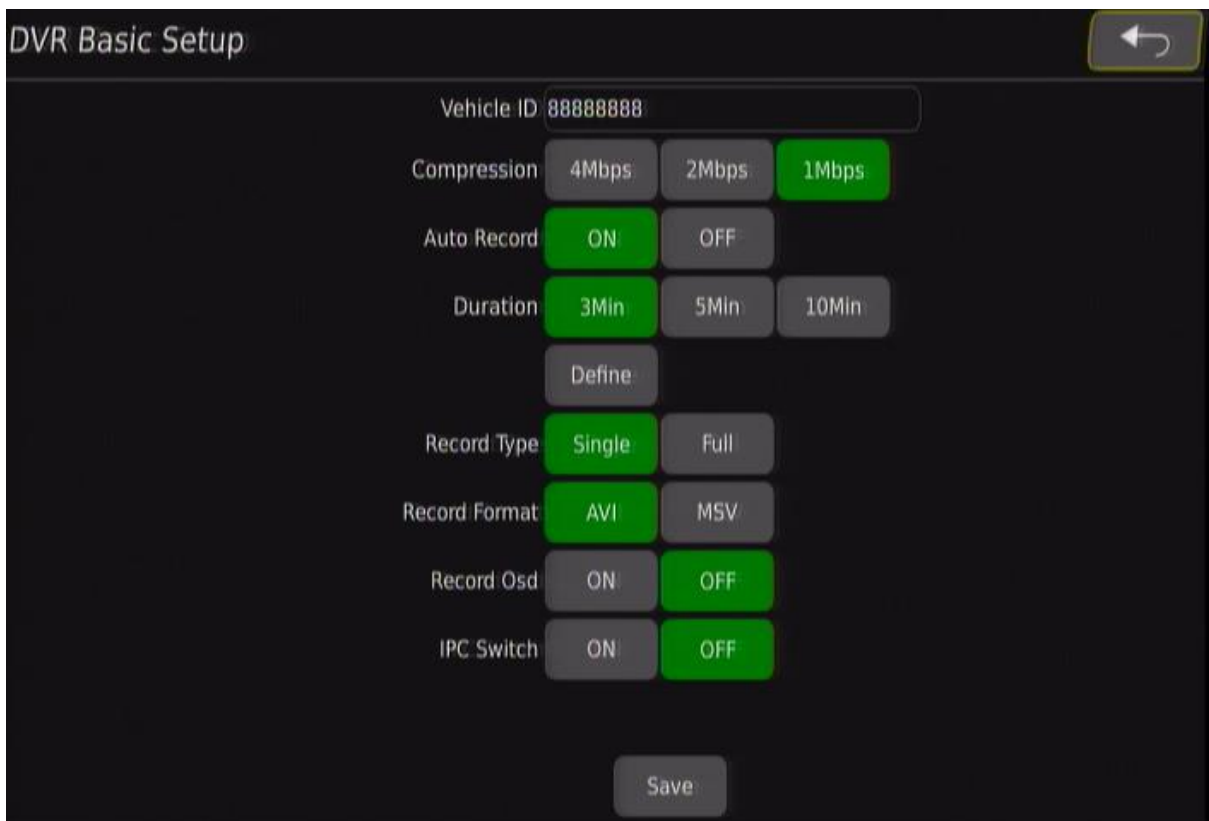 DVR Basic Setup
Vehicle ID 88888888
Compression 4Mbps 2Mbps 1Mbps
Auto Record ON OFF
Duration 3Min 5Min 10Min
Define
Record Type Single Full
Record Format AVI MSV
Record Osd ON OFF
IPC Switch ON OFF
Save